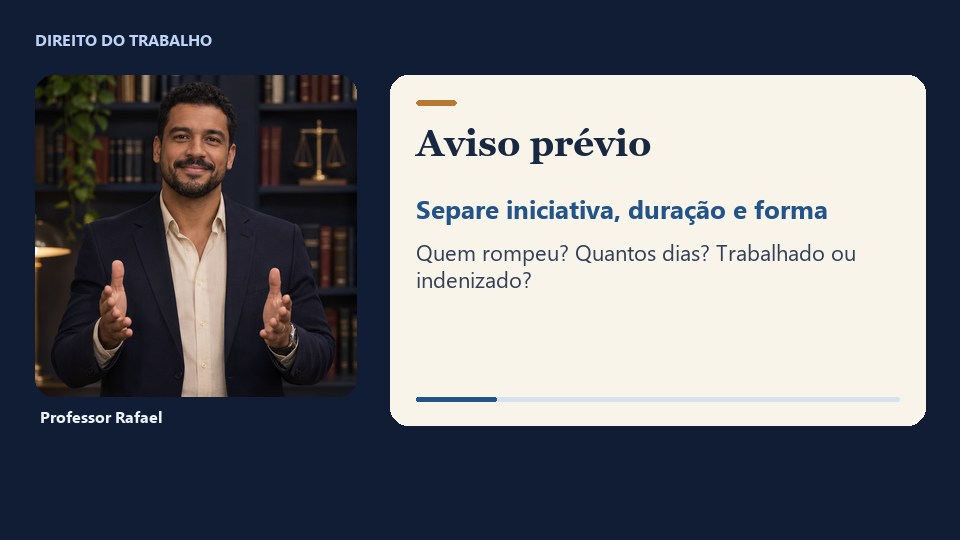 DIREITO DO TRABALHO
Aviso prévio
Separe iniciativa, duração e forma
Quem rompeu? Quantos dias? Trabalhado ou
indenizado?
Professor Rafael